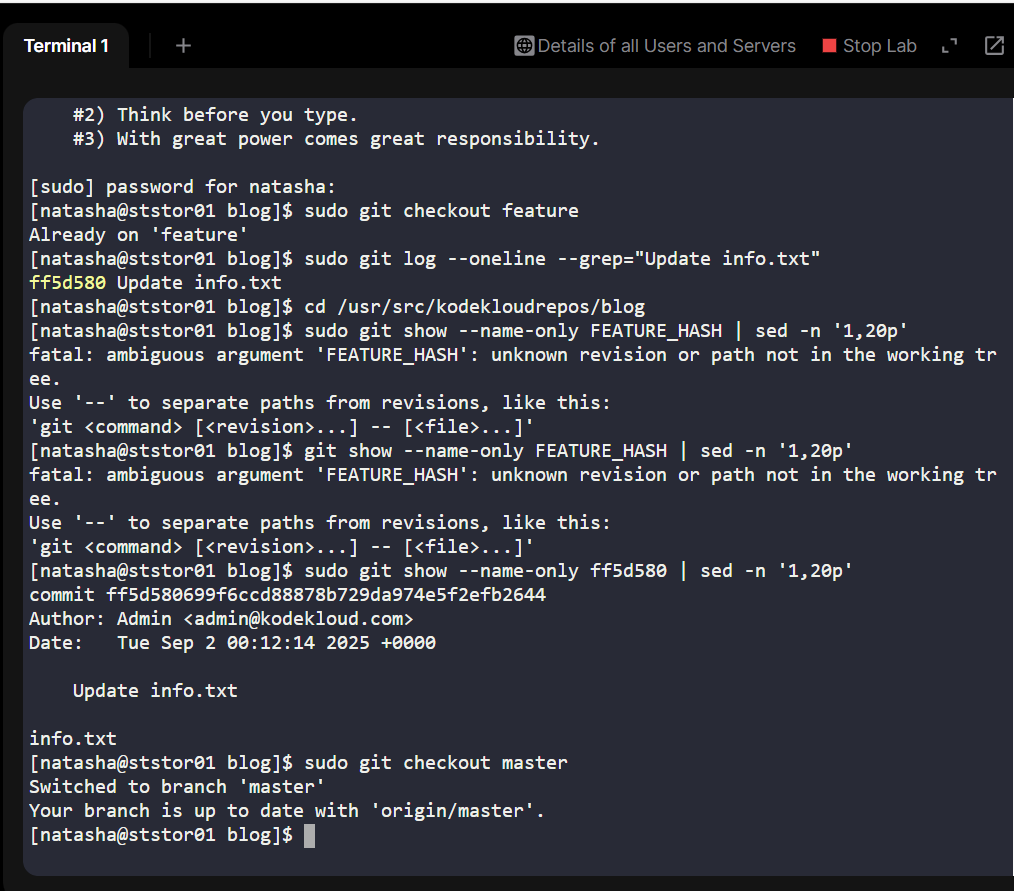 Terminal 1
+
Details of all Users and Servers
Stop Lab
    #2) Think before you type.
    #3) With great power comes great responsibility.
[sudo] password for natasha:
[natasha@ststor01 blog]$ sudo git checkout feature
Already on 'feature'
[natasha@ststor01 blog]$ sudo git log --oneline --grep="Update info.txt"
ff5d580 Update info.txt
[natasha@ststor01 blog]$ cd /usr/src/kodekloudrepos/blog
[natasha@ststor01 blog]$ sudo git show --name-only FEATURE_HASH | sed -n '1,20p'
fatal: ambiguous argument 'FEATURE_HASH': unknown revision or path not in the working tr
ee.
Use '--' to separate paths from revisions, like this:
'git <command> [<revision>...] -- [<file>...]'
[natasha@ststor01 blog]$ git show --name-only FEATURE_HASH | sed -n '1,20p'
fatal: ambiguous argument 'FEATURE_HASH': unknown revision or path not in the working tr
ee.
Use '--' to separate paths from revisions, like this:
'git <command> [<revision>...] -- [<file>...]'
[natasha@ststor01 blog]$ sudo git show --name-only ff5d580 | sed -n '1,20p'
commit ff5d580699f6ccd88878b729da974e5f2efb2644
Author: Admin <admin@kodekloud.com>
Date:   Tue Sep 2 00:12:14 2025 +0000
    Update info.txt
info.txt
[natasha@ststor01 blog]$ sudo git checkout master
Switched to branch 'master'
Your branch is up to date with 'origin/master'.
[natasha@ststor01 blog]$